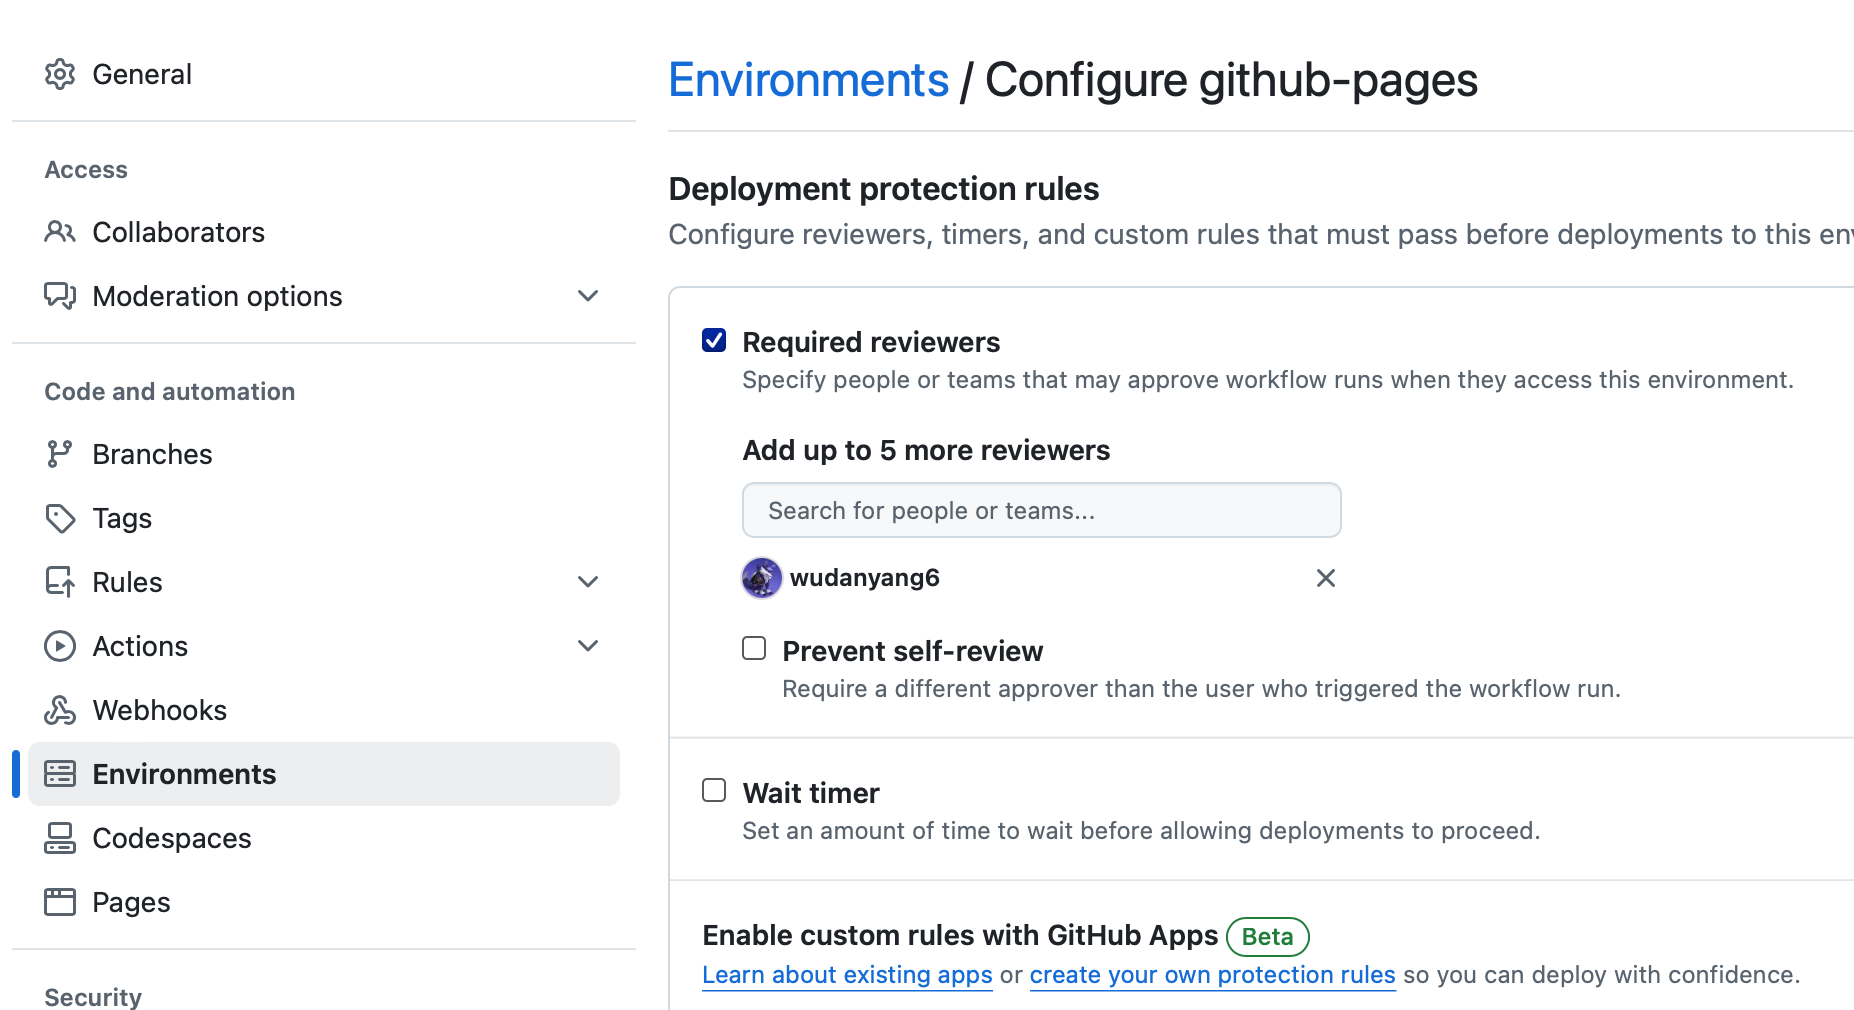 General
Access
Collaborators
Moderation options
Code and automation
Branches
Tags
Rules
Actions
Webhooks
Environments
Codespaces
Pages
Security
Environments / Configure github-pages
Deployment protection rules
Configure reviewers, timers, and custom rules that must pass before deployments to this
Required reviewers
Specify people or teams that may approve workflow runs when they access this environment.
Add up to 5 more reviewers
Search for people or teams...
wudanyang6
Prevent self-review
Require a different approver than the user who triggered the workflow run.
Wait timer
Set an amount of time to wait before allowing deployments to proceed.
Enable custom rules with GitHub Apps Beta
Learn about existing apps or create your own protection rules so you can deploy with confidence.